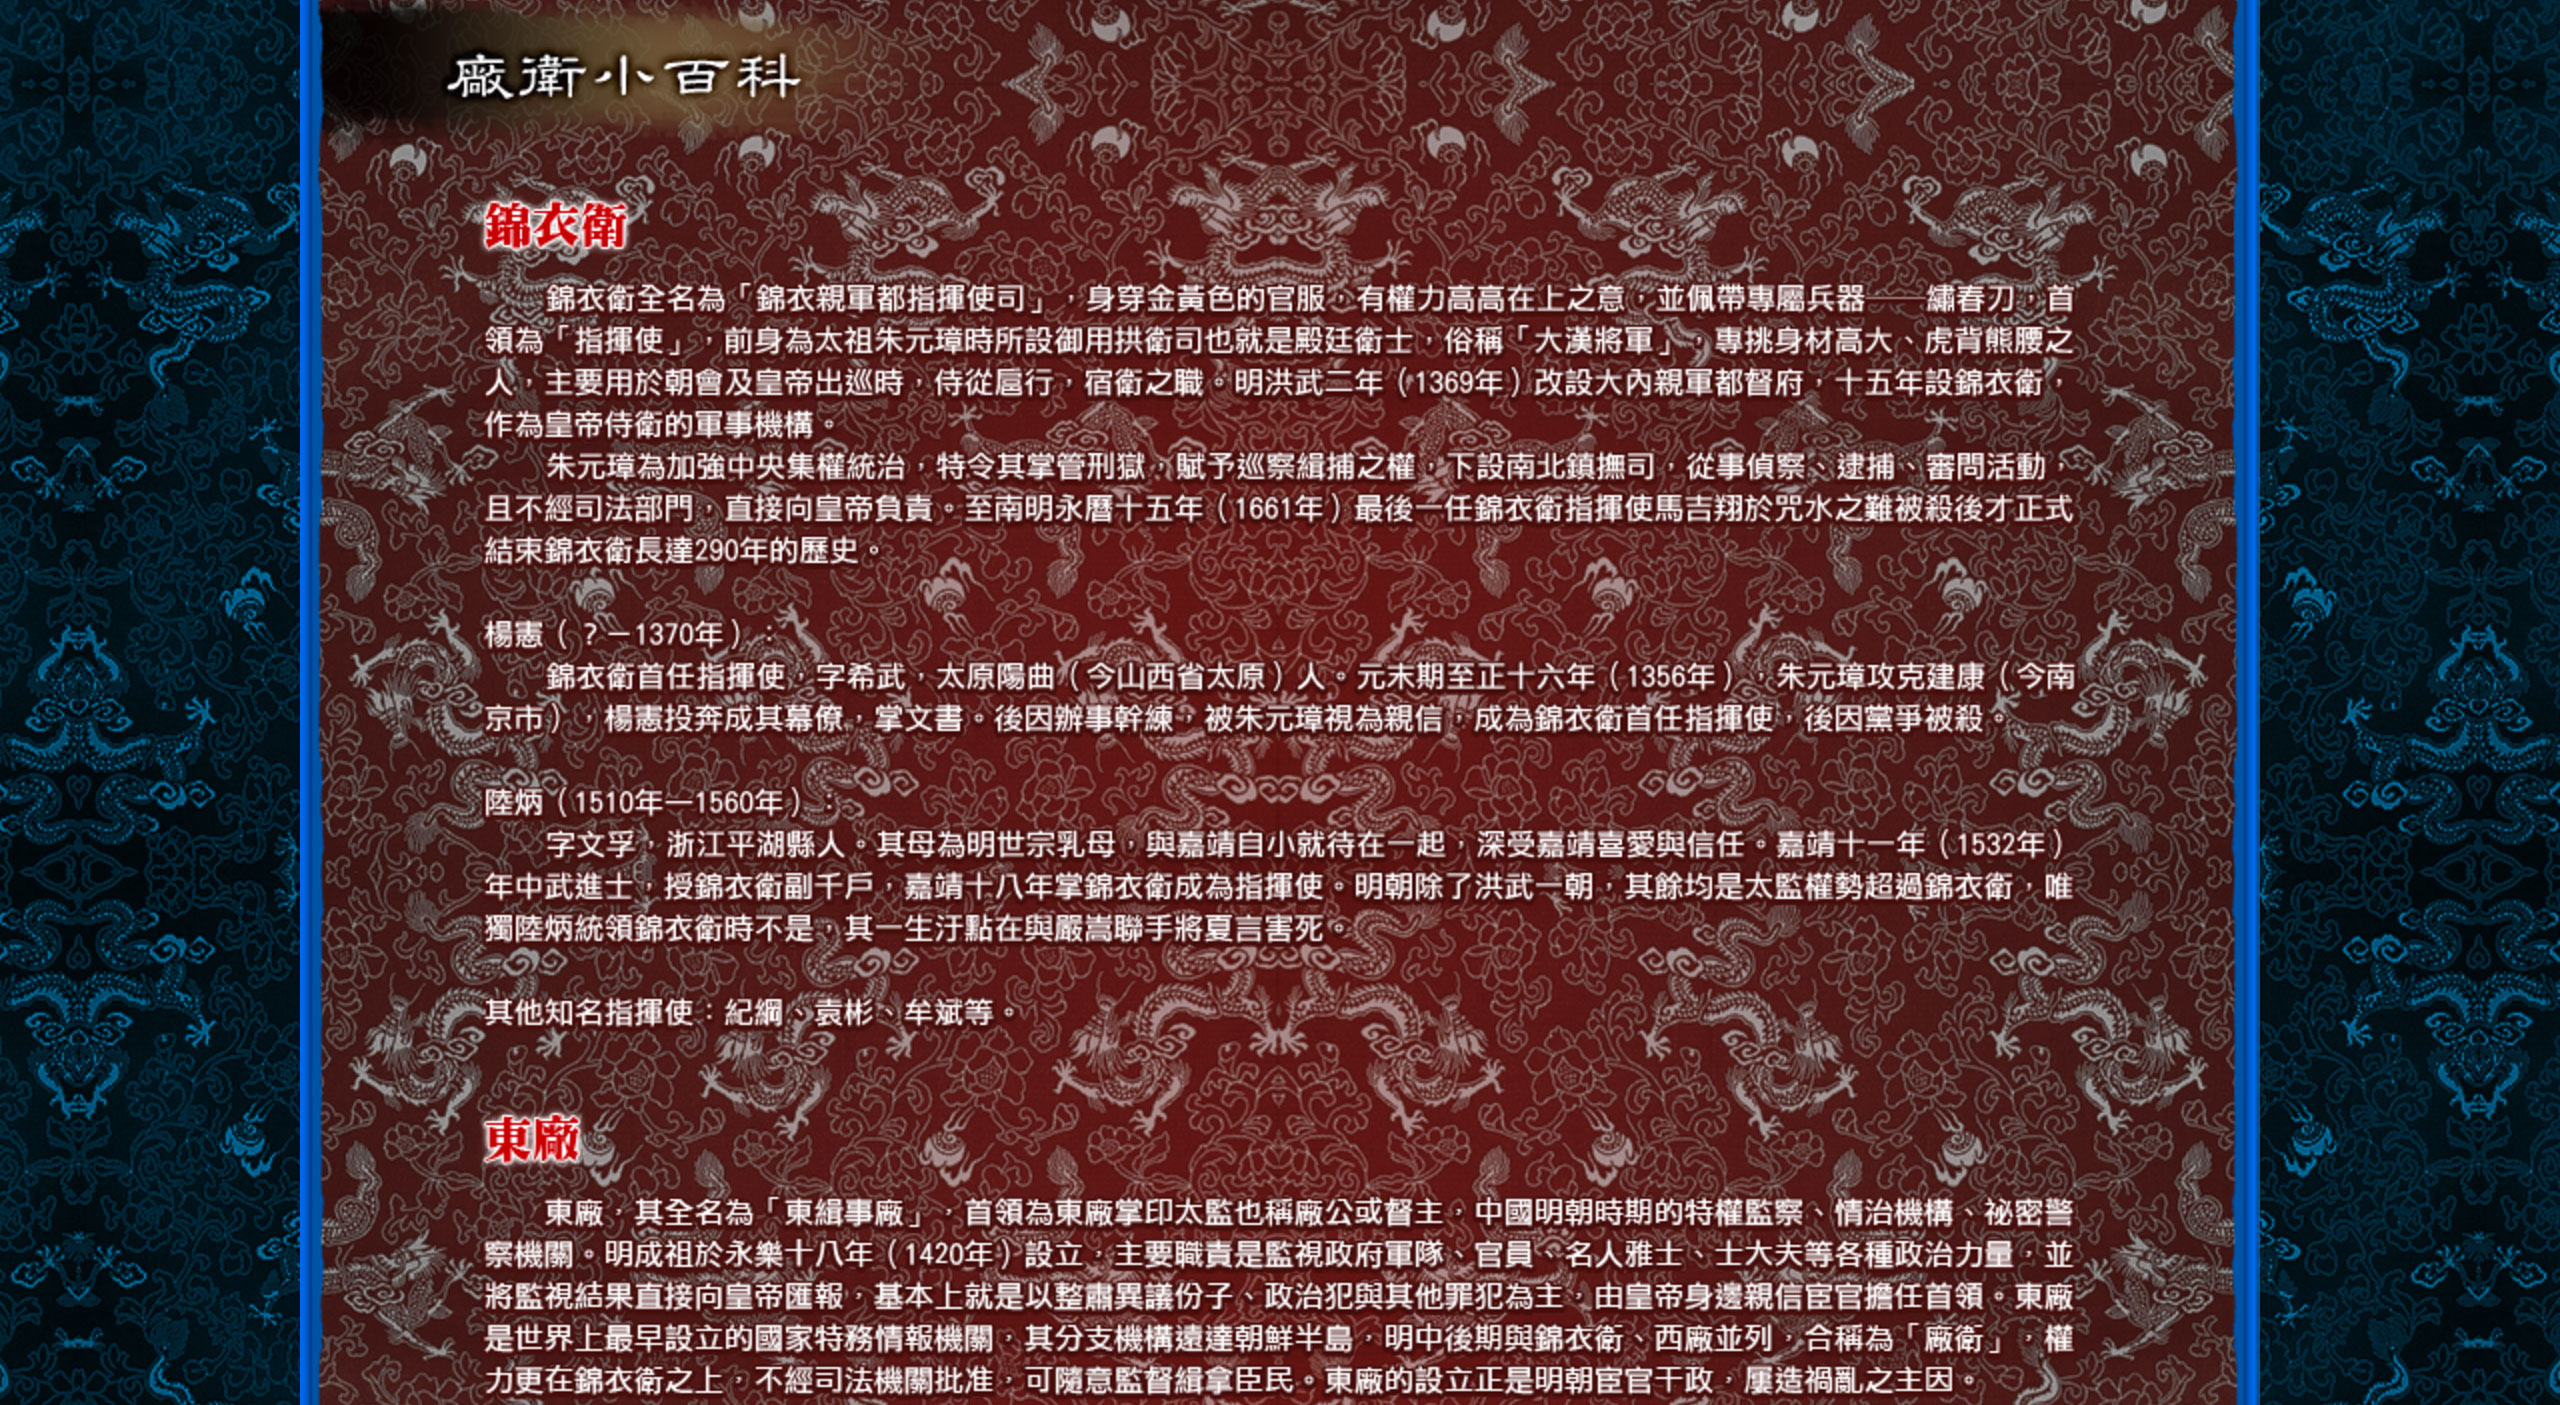 廠衛小百科
錦衣衛
錦衣衛全名為「錦衣親軍都指揮使司」，身穿金黃色的官服，有權力高高在上之意，並佩帶專屬兵器——繡春刀，首
領為「指揮使」，前身為太祖朱元璋時所設御用拱衛司也就是殿廷衛士，俗稱「大漢將軍」，專挑身材高大、虎背熊腰之
人，主要用於朝會及皇帝出巡時，侍從扈行，宿衛之職。明洪武二年（1369年）改設大內親軍都督府，十五年設錦衣衛，
作為皇帝侍衛的軍事機構。
朱元璋為加強中央集權統治，特令其掌管刑獄，賦予巡察緝捕之權，下設南北鎮撫司，從事偵察、逮捕、審問活動，
且不經司法部門，直接向皇帝負責。至南明永曆十五年（1661年）最後一任錦衣衛指揮使馬吉翔於咒水之難被殺後才正式
結束錦衣衛長達290年的歷史。
楊憲（？－1370年）：
錦衣衛首任指揮使，字希武，太原陽曲（今山西省太原）人。元末期至正十六年（1356年），朱元璋攻克建康（今南
京市），楊憲投奔成其幕僚，掌文書。後因辦事幹練，被朱元璋視為親信，成為錦衣衛首任指揮使，後因黨爭被殺。
陸炳（1510年—1560年）：
字文孚，浙江平湖縣人。其母為明世宗乳母，與嘉靖自小就待在一起，深受嘉靖喜愛與信任。嘉靖十一年（1532年）
年中武進士，授錦衣衛副千戶，嘉靖十八年掌錦衣衛成為指揮使。明朝除了洪武一朝，其餘均是太監權勢超過錦衣衛，唯
獨陸炳統領錦衣衛時不是，其一生汙點在與嚴嵩聯手將夏言害死。
其他知名指揮使：紀綱、袁彬、牟斌等。
東廠
東廠，其全名為「東緝事廠」，首領為東廠掌印太監也稱廠公或督主，中國明朝時期的特權監察、情治機構、祕密警
察機關。明成祖於永樂十八年（1420年）設立，主要職責是監視政府軍隊、官員、名人雅士、士大夫等各種政治力量，並
將監視結果直接向皇帝匯報，基本上就是以整肅異議份子、政治犯與其他罪犯為主，由皇帝身邊親信宦官擔任首領。東廠
是世界上最早設立的國家特務情報機關，其分支機構遠達朝鮮半島，明中後期與錦衣衛、西廠並列，合稱為「廠衛」，權
力更在錦衣衛之上，不經司法機關批准，可隨意監督緝拿臣民。東廠的設立正是明朝宦官干政，屢造禍亂之主因。